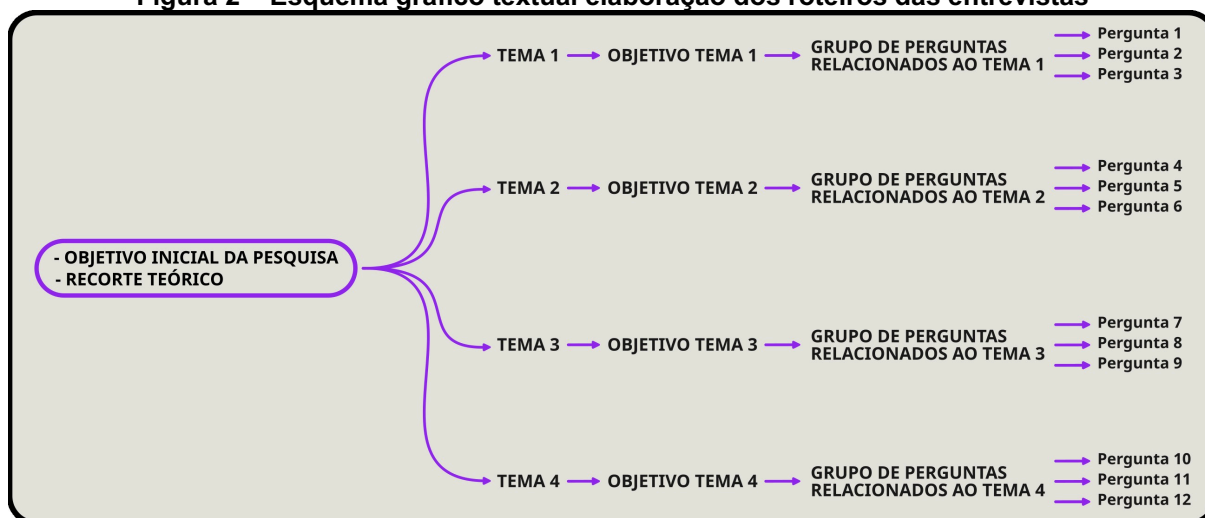 Figura 2 – Esquema gráfico textual elaboração dos roteiros das entrevistas
- OBJETIVO INICIAL DA PESQUISA
- RECORTE TEÓRICO
TEMA 1
OBJETIVO TEMA 1
GRUPO DE PERGUNTAS
RELACIONADOS AO TEMA 1
Pergunta 1
Pergunta 2
Pergunta 3
TEMA 2
OBJETIVO TEMA 2
GRUPO DE PERGUNTAS
RELACIONADOS AO TEMA 2
Pergunta 4
Pergunta 5
Pergunta 6
TEMA 3
OBJETIVO TEMA 3
GRUPO DE PERGUNTAS
RELACIONADOS AO TEMA 3
Pergunta 7
Pergunta 8
Pergunta 9
TEMA 4
OBJETIVO TEMA 4
GRUPO DE PERGUNTAS
RELACIONADOS AO TEMA 4
Pergunta 10
Pergunta 11
Pergunta 12